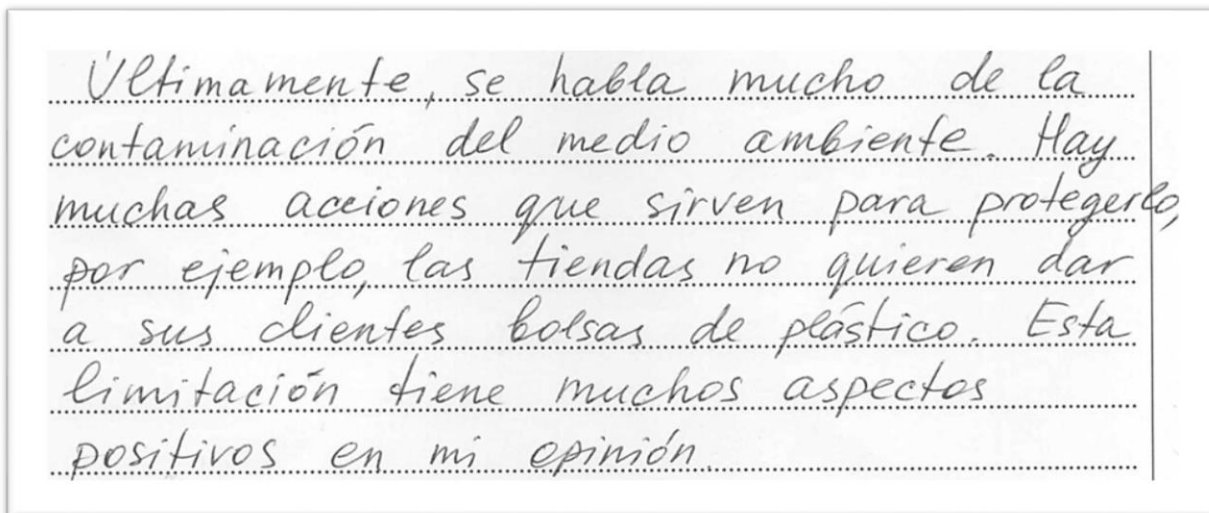 Últimamente, se habla mucho de la
contaminación del medio ambiente. Hay
muchas acciones que sirven para protegerlo,
por ejemplo, las tiendas no quieren dar
a sus clientes bolsas de plástico. Esta
limitación tiene muchos aspectos
positivos en mi opinión.